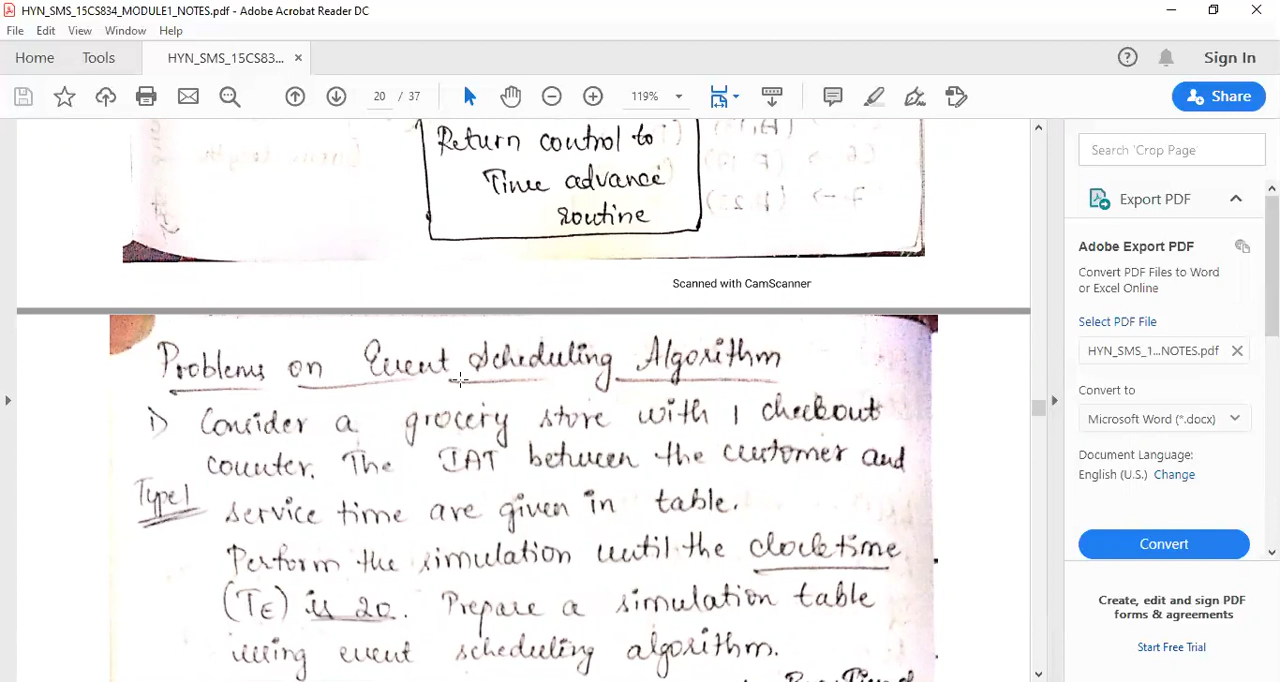 HYN_SMS_15CS834_MODULE1_NOTES.pdf - Adobe Acrobat Reader DC
File Edit View Window Help
Home Tools HYN_SMS_15CS83... × Sign In
20 / 37 119% Share
Return control to
Time advance
routine
Scanned with CamScanner
Problems on Event Scheduling Algorithm
1) Consider a grocery store with 1 checkout
counter. The IAT between the customer and
Type1
service time are given in table.
Perform the simulation until the clock time
(TE) is 20. Prepare a simulation table
using event scheduling algorithm.
Search 'Crop Page'
Export PDF
Adobe Export PDF
Convert PDF Files to Word
or Excel Online
Select PDF File
HYN_SMS_1...NOTES.pdf ×
Convert to
Microsoft Word (*.docx)
Document Language:
English (U.S.) Change
Convert
Create, edit and sign PDF
forms & agreements
Start Free Trial